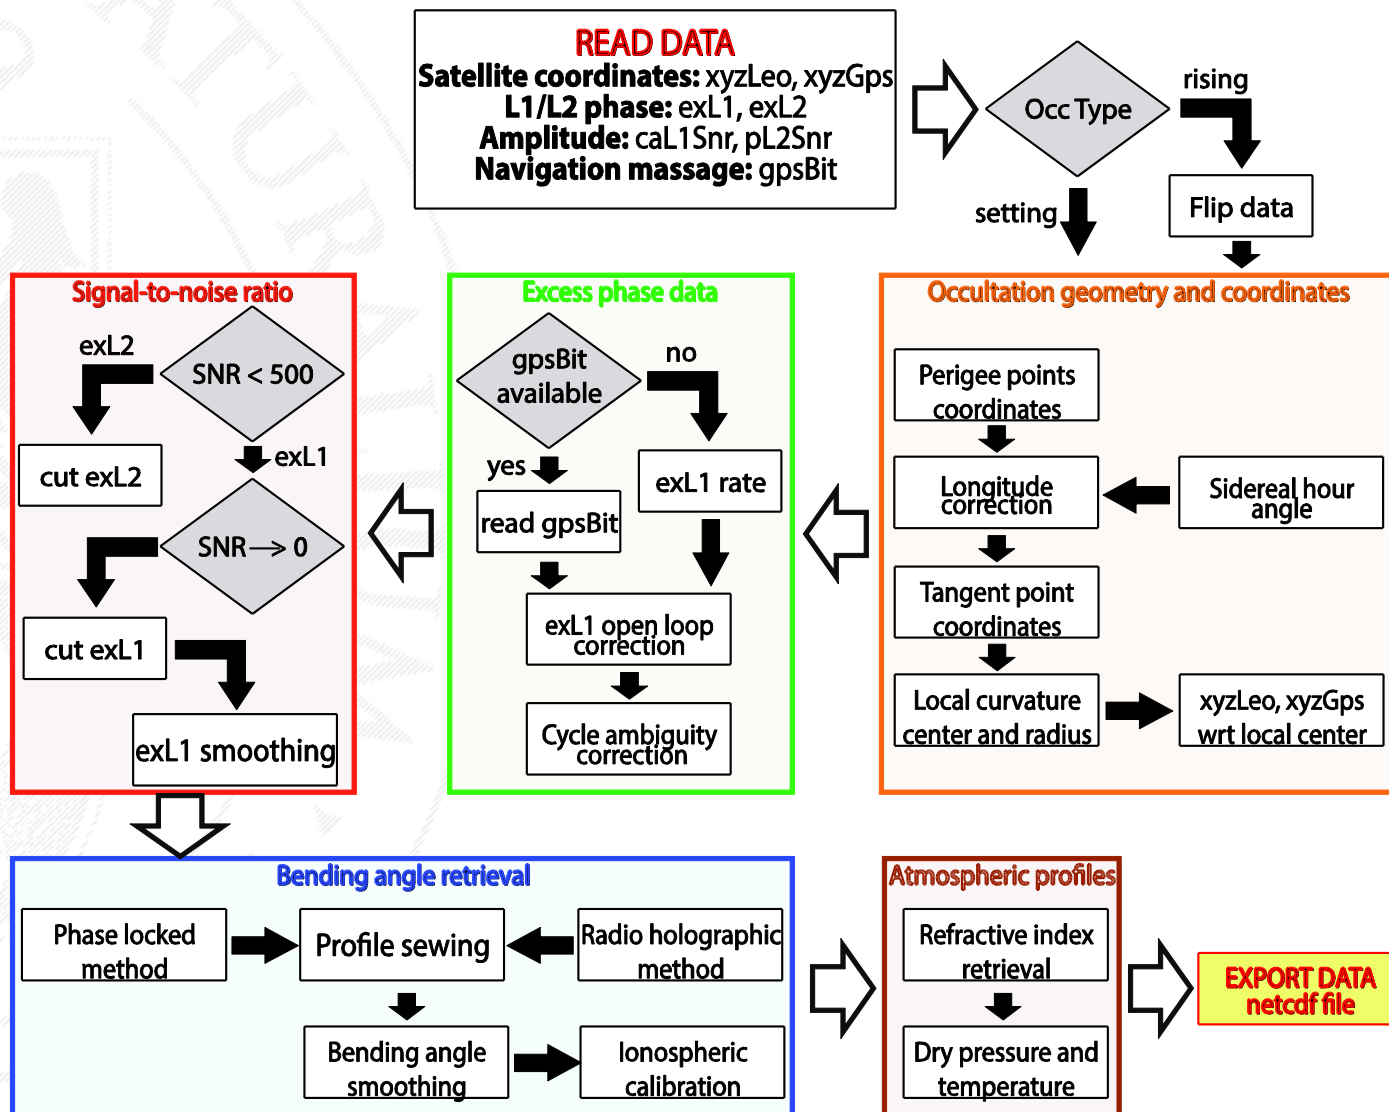 READ DATA
Satellite coordinates: xyzLeo, xyzGps
L1/L2 phase: exL1, exL2
Amplitude: caL1Snr, pL2Snr
Navigation massage: gpsBit
Occ Type
rising
setting
Flip data
Signal-to-noise ratio
exL2
SNR < 500
cut exL2
exL1
SNR → 0
cut exL1
exL1 smoothing
Excess phase data
gpsBit
available
no
yes
exL1 rate
read gpsBit
exL1 open loop
correction
Cycle ambiguity
correction
Occultation geometry and coordinates
Perigee points
coordinates
Longitude
correction
Sidereal hour
angle
Tangent point
coordinates
Local curvature
center and radius
xyzLeo, xyzGps
wrt local center
Bending angle retrieval
Phase locked
method
Profile sewing
Radio holographic
method
Bending angle
smoothing
Ionospheric
calibration
Atmospheric profiles
Refractive index
retrieval
Dry pressure and
temperature
EXPORT DATA
netcdf file